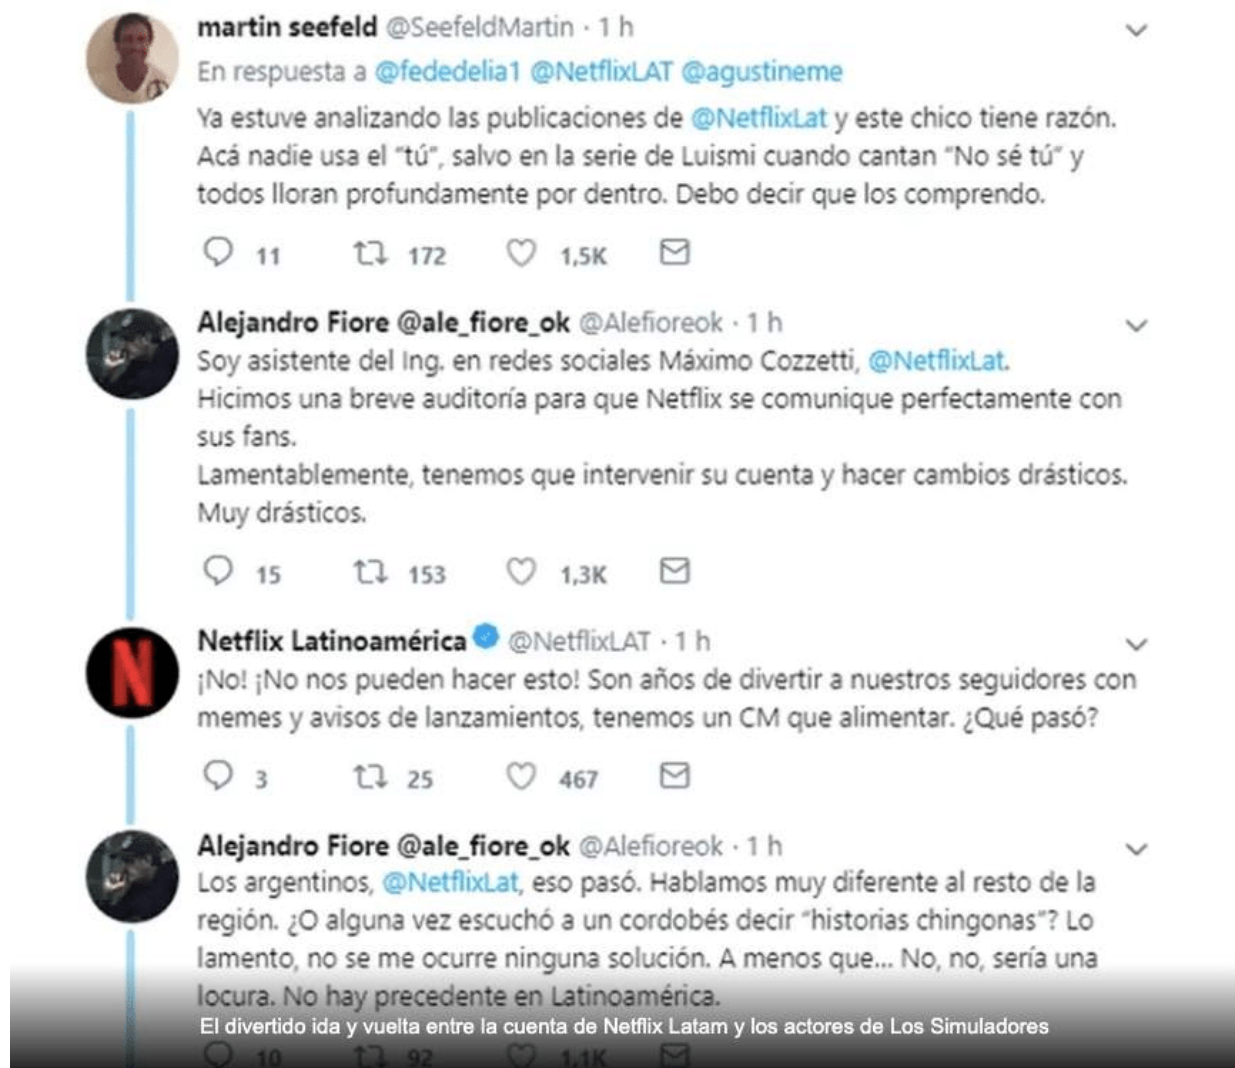 martin seefeld @SeefeldMartin · 1 h
En respuesta a @fededelia1 @NetflixLAT @agustineme
Ya estuve analizando las publicaciones de @NetflixLat y este chico tiene razón.
Acá nadie usa el "tú", salvo en la serie de Luismi cuando cantan "No sé tú" y
todos lloran profundamente por dentro. Debo decir que los comprendo.
11 172 1,5K
Alejandro Fiore @ale_fiore_ok @Alefioreok · 1 h
Soy asistente del Ing. en redes sociales Máximo Cozzetti, @NetflixLat.
Hicimos una breve auditoría para que Netflix se comunique perfectamente con
sus fans.
Lamentablemente, tenemos que intervenir su cuenta y hacer cambios drásticos.
Muy drásticos.
15 153 1,3K
N
Netflix Latinoamérica @NetflixLAT · 1 h
¡No! ¡No nos pueden hacer esto! Son años de divertir a nuestros seguidores con
memes y avisos de lanzamientos, tenemos un CM que alimentar. ¿Qué pasó?
3 25 467
Alejandro Fiore @ale_fiore_ok @Alefioreok · 1 h
Los argentinos, @NetflixLat, eso pasó. Hablamos muy diferente al resto de la
región. ¿O alguna vez escuchó a un cordobés decir "historias chingonas"? Lo
lamento, no se me ocurre ninguna solución. A menos que... No, no, sería una
locura. No hay precedente en Latinoamérica.
El divertido ida y vuelta entre la cuenta de Netflix Latam y los actores de Los Simuladores
10 92 1,1K